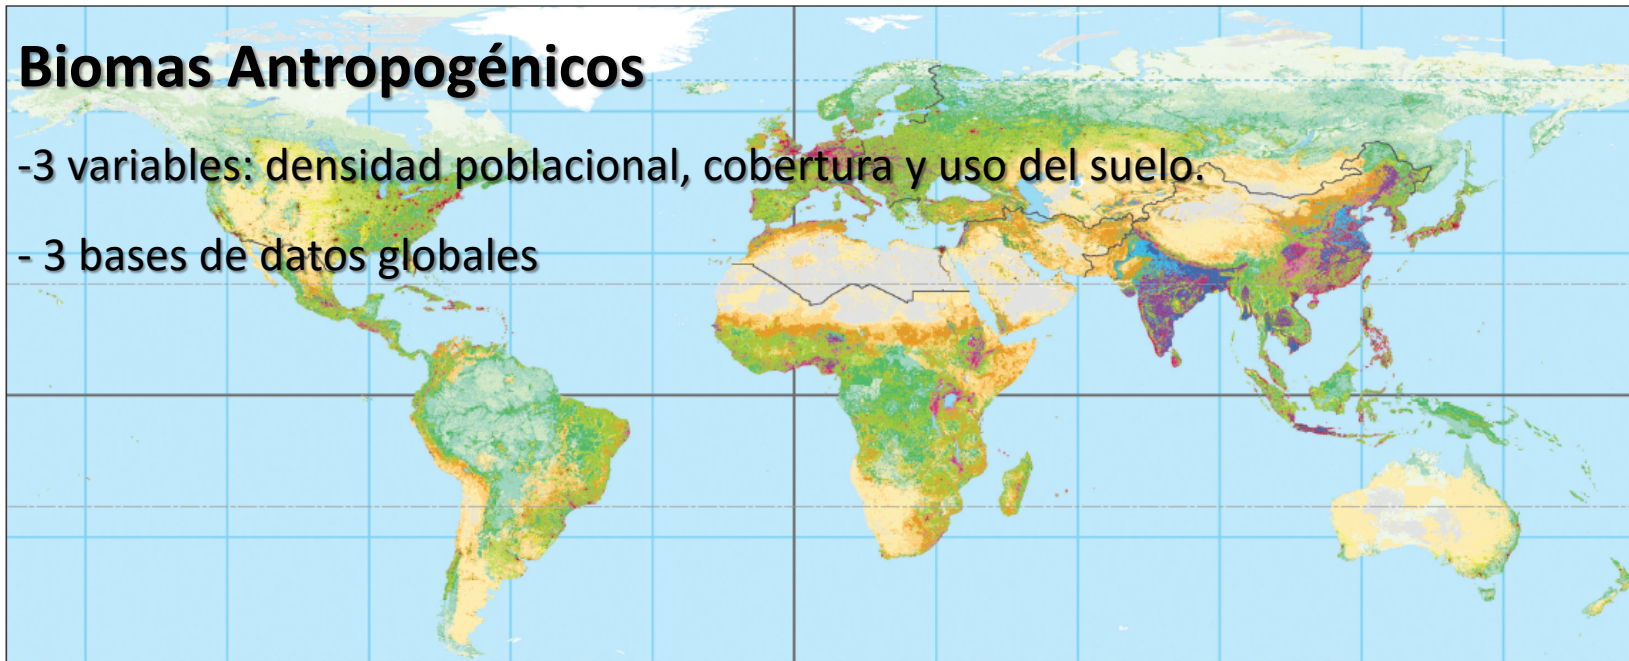 Biomas Antropogénicos
-3 variables: densidad poblacional, cobertura y uso del suelo.
- 3 bases de datos globales